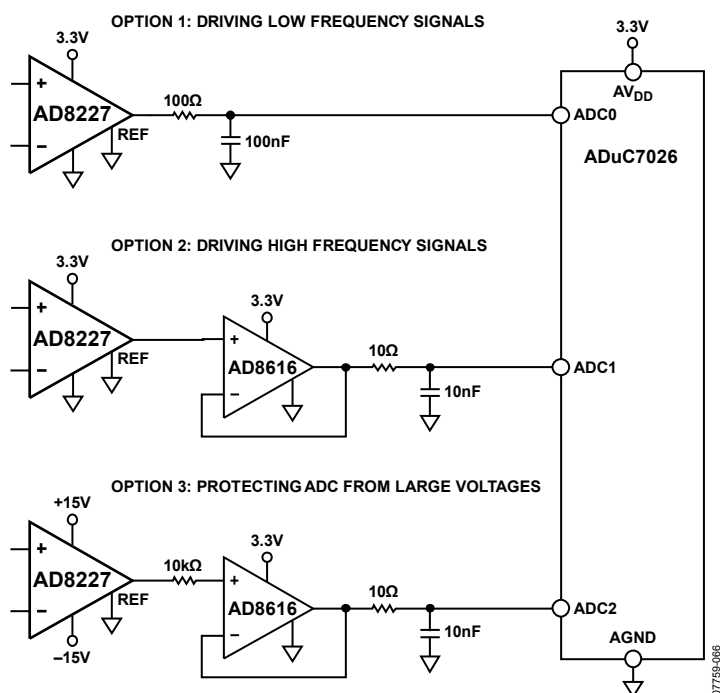 OPTION 1: DRIVING LOW FREQUENCY SIGNALS
3.3V
+
AD8227
–
REF
100Ω
100nF
3.3V
AVDD
ADC0
ADuC7026
OPTION 2: DRIVING HIGH FREQUENCY SIGNALS
3.3V
+
AD8227
–
REF
3.3V
+
AD8616
–
10Ω
10nF
ADC1
OPTION 3: PROTECTING ADC FROM LARGE VOLTAGES
+15V
+
AD8227
–
REF
–15V
10kΩ
3.3V
+
AD8616
–
10Ω
10nF
ADC2
AGND
07759-066